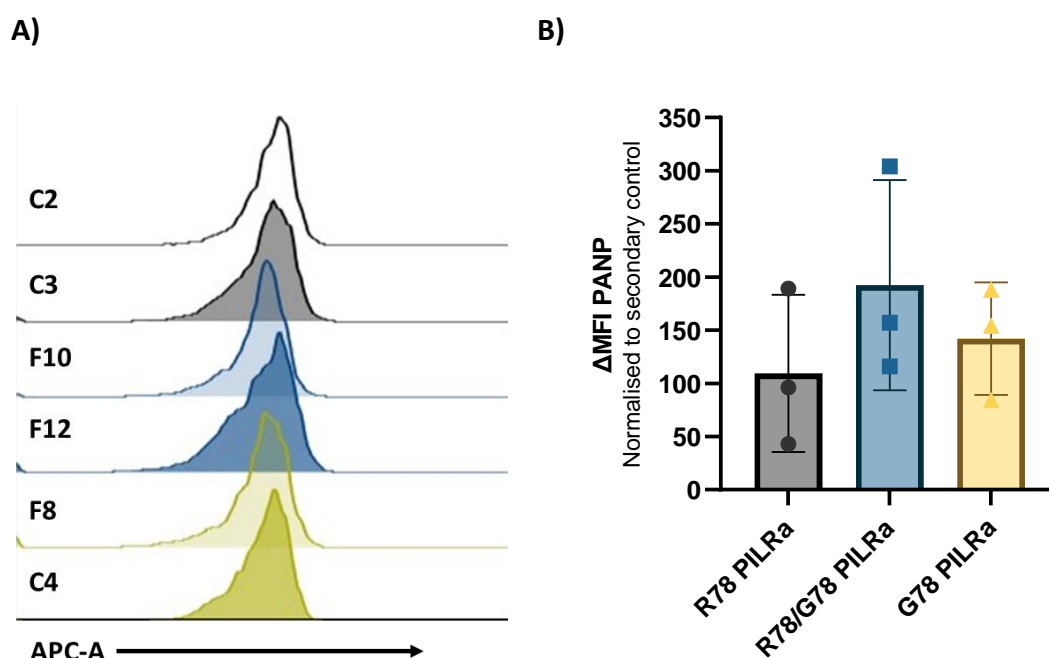 A)
C2
C3
F10
F12
F8
C4
APC-A
B)
ΔMFI PANP
Normalised to secondary control
350
300
250
200
150
100
50
0
R78 PILRa
R78/G78 PILRa
G78 PILRa